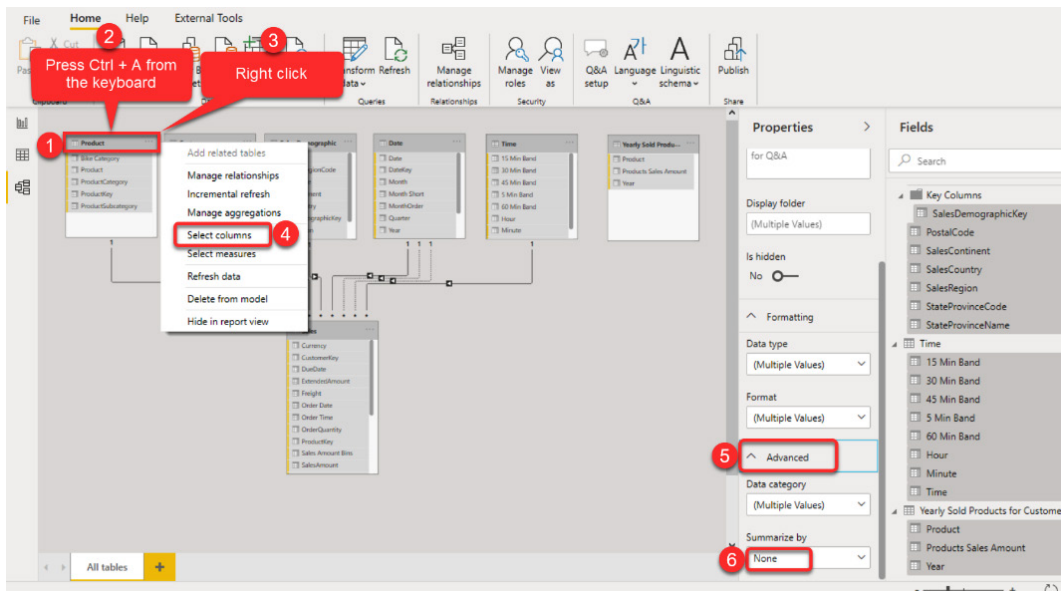 File
Home
Help
External Tools
2
3
Press Ctrl + A from
the keyboard
Right click
Cut
Refresh
Manage
relationships
Manage
roles
View
as
Q&A
setup
Language
Linguistic
schema
Publish
Queries
Relationships
Security
Q&A
Share
1
Product
Bike Category
Product
ProductCategory
ProductKey
ProductSubcategory
Add related tables
Manage relationships
Incremental refresh
Manage aggregations
Select columns
4
Select measures
Refresh data
Delete from model
Hide in report view
Date
Date
DateKey
Month
Month Short
MonthOrder
Quarter
Year
Time
15 Min Band
30 Min Band
45 Min Band
5 Min Band
60 Min Band
Hour
Minute
Yearly Sold Produ...
Product
Products Sales Amount
Year
1
1
1
1
1
Currency
CustomerKey
DueDate
ExtendedAmount
Freight
Order Date
Order Time
OrderQuantity
ProductKey
Sales Amount Bins
SalesAmount
All tables
+
Properties
for Q&A
Display folder
(Multiple Values)
Is hidden
No
Formatting
Data type
(Multiple Values)
Format
(Multiple Values)
5
Advanced
Data category
(Multiple Values)
Summarize by
6
None
Fields
Search
Key Columns
SalesDemographicKey
PostalCode
SalesContinent
SalesCountry
SalesRegion
StateProvinceCode
StateProvinceName
Time
15 Min Band
30 Min Band
45 Min Band
5 Min Band
60 Min Band
Hour
Minute
Time
Yearly Sold Products for Custome
Product
Products Sales Amount
Year